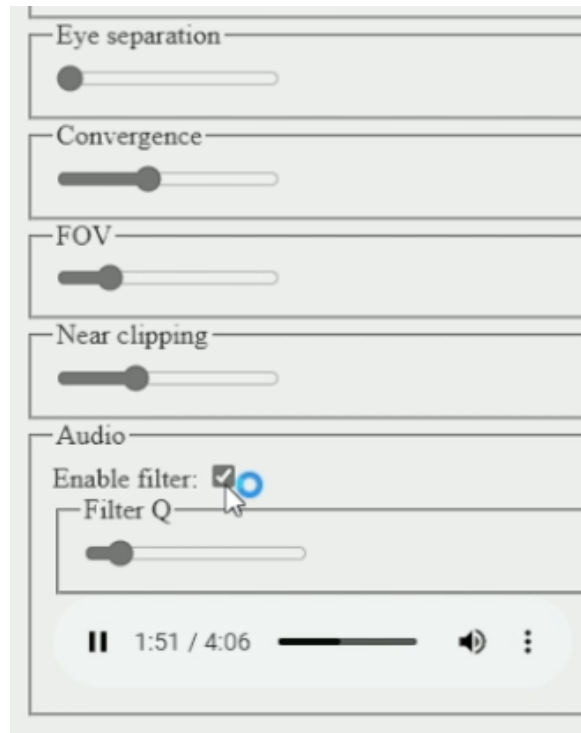 Eye separation
Convergence
FOV
Near clipping
Audio
Enable filter:
Filter Q
1:51 / 4:06